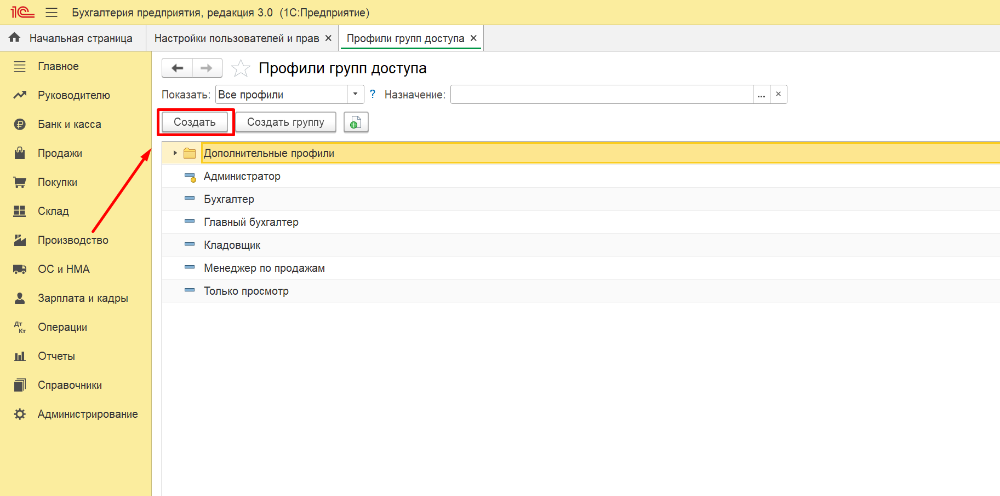 1С Бухгалтерия предприятия, редакция 3.0 (1С:Предприятие)
Начальная страница Настройки пользователей и прав × Профили групп доступа ×
Главное
Руководителю
Банк и касса
Продажи
Покупки
Склад
Производство
ОС и НМА
Зарплата и кадры
Дт Кт Операции
Отчеты
Справочники
Администрирование
Профили групп доступа
Показать: Все профили ? Назначение: ... ×
Создать Создать группу
Дополнительные профили
Администратор
Бухгалтер
Главный бухгалтер
Кладовщик
Менеджер по продажам
Только просмотр